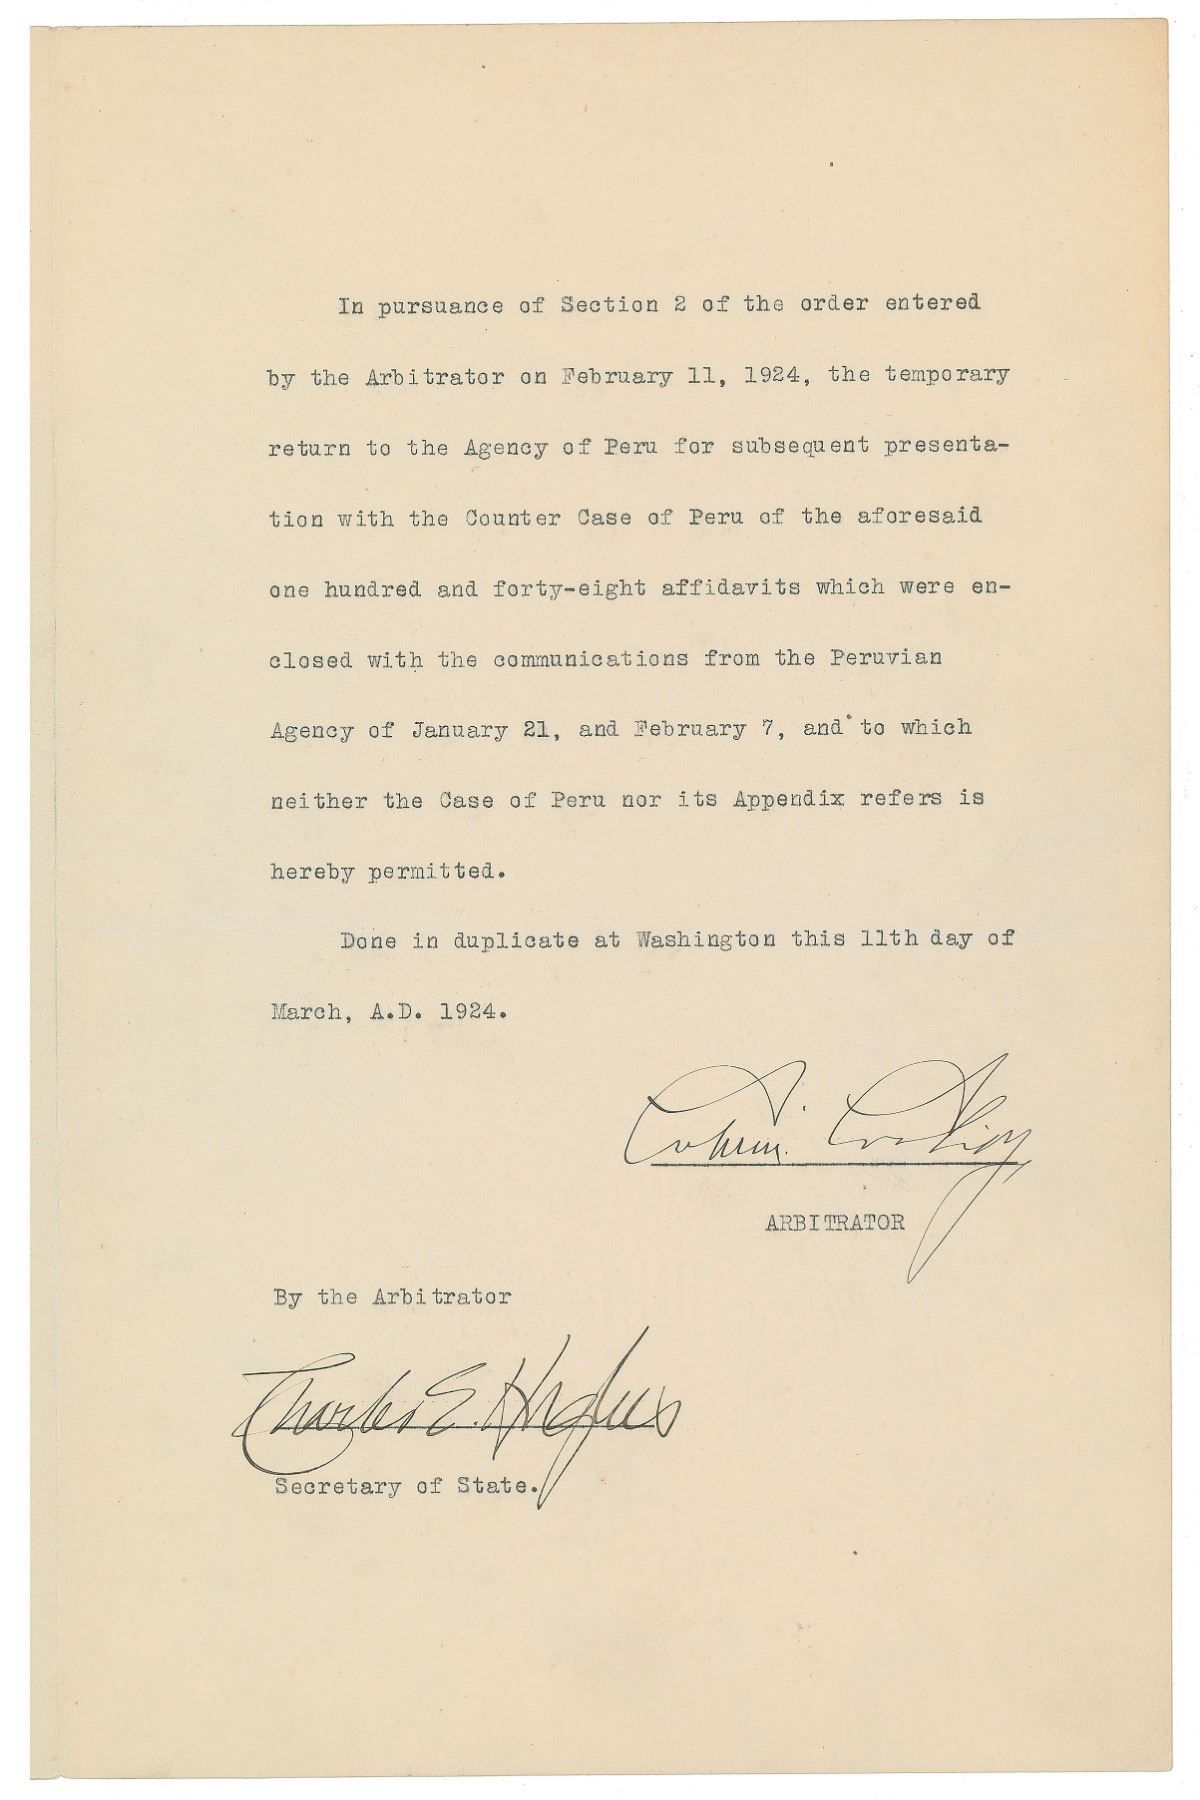 In pursuance of Section 2 of the order entered
by the Arbitrator on February 11, 1924, the temporary
return to the Agency of Peru for subsequent presenta-
tion with the Counter Case of Peru of the aforesaid
one hundred and forty-eight affidavits which were en-
closed with the communications from the Peruvian
Agency of January 21, and February 7, and to which
neither the Case of Peru nor its Appendix refers is
hereby permitted.
Done in duplicate at Washington this 11th day of
March, A.D. 1924.
Calvin Coolidge
ARBITRATOR
By the Arbitrator
Charles E. Hughes
Secretary of State.